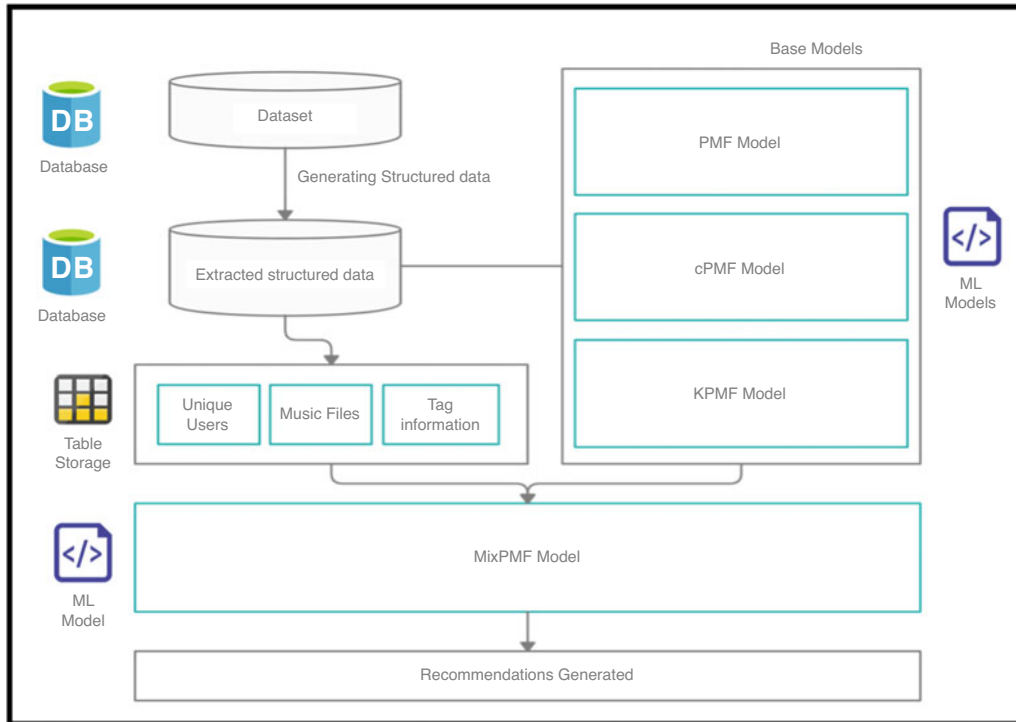 Base Models
DB
Database
Dataset
Generating Structured data
PMF Model
DB
Database
Extracted structured data
cPMF Model
ML
Models
Table
Storage
Unique
Users
Music Files
Tag
information
KPMF Model
ML
Model
MixPMF Model
Recommendations Generated